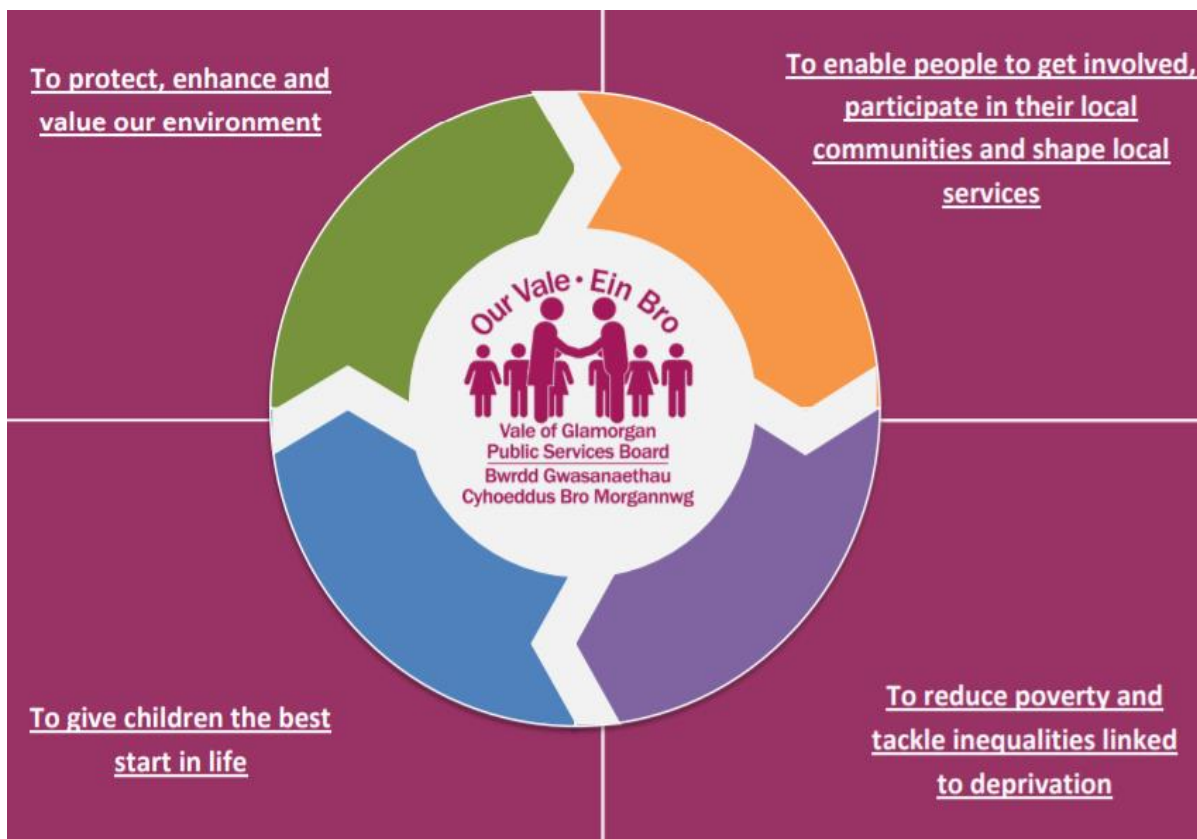 To protect, enhance and
value our environment
To enable people to get involved,
participate in their local
communities and shape local
services
Our Vale · Ein Bro
Vale of Glamorgan
Public Services Board
Bwrdd Gwasanaethau
Cyhoeddus Bro Morgannwg
To give children the best
start in life
To reduce poverty and
tackle inequalities linked
to deprivation